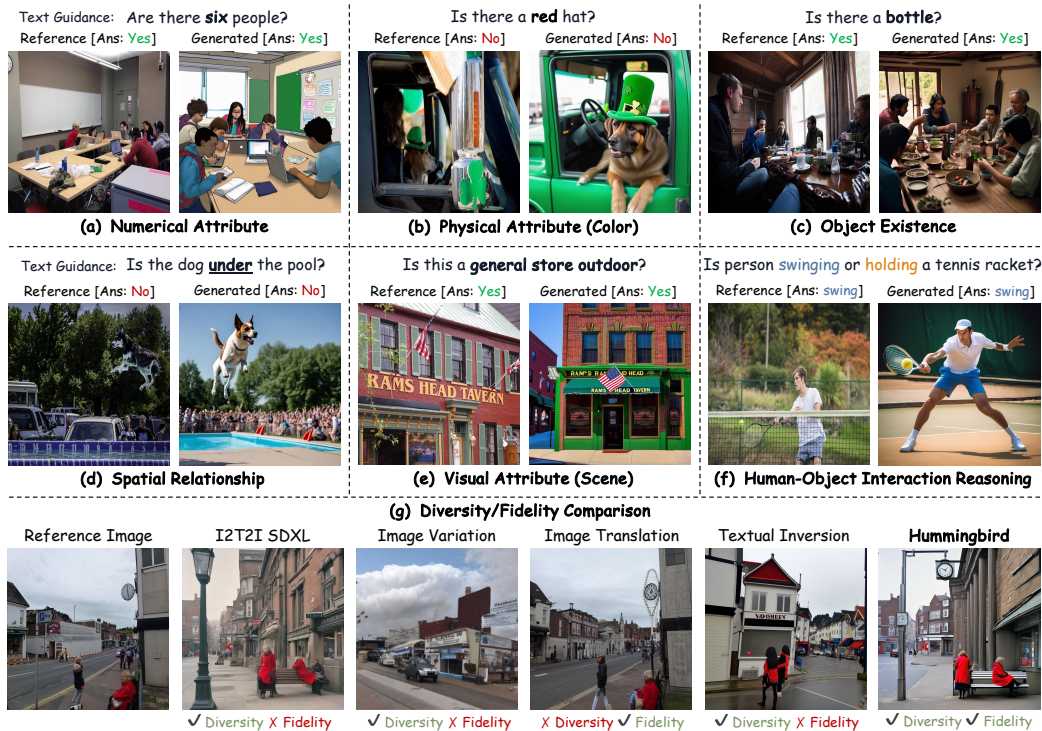 Text Guidance: Are there six people?
Reference [Ans: Yes] Generated [Ans: Yes]
(a) Numerical Attribute
Is there a red hat?
Reference [Ans: No] Generated [Ans: No]
(b) Physical Attribute (Color)
Is there a bottle?
Reference [Ans: Yes] Generated [Ans: Yes]
(c) Object Existence
Text Guidance: Is the dog under the pool?
Reference [Ans: No] Generated [Ans: No]
(d) Spatial Relationship
Is this a general store outdoor?
Reference [Ans: Yes] Generated [Ans: Yes]
RAMS HEAD TAVERN
RAMS HEAD TAVERN
(e) Visual Attribute (Scene)
Is person swinging or holding a tennis racket?
Reference [Ans: swing] Generated [Ans: swing]
(f) Human-Object Interaction Reasoning
(g) Diversity/Fidelity Comparison
Reference Image
I2T2I SDXL
✓ Diversity ✗ Fidelity
Image Variation
✓ Diversity ✗ Fidelity
Image Translation
✗ Diversity ✓ Fidelity
Textual Inversion
✓ Diversity ✗ Fidelity
Hummingbird
✓ Diversity ✓ Fidelity